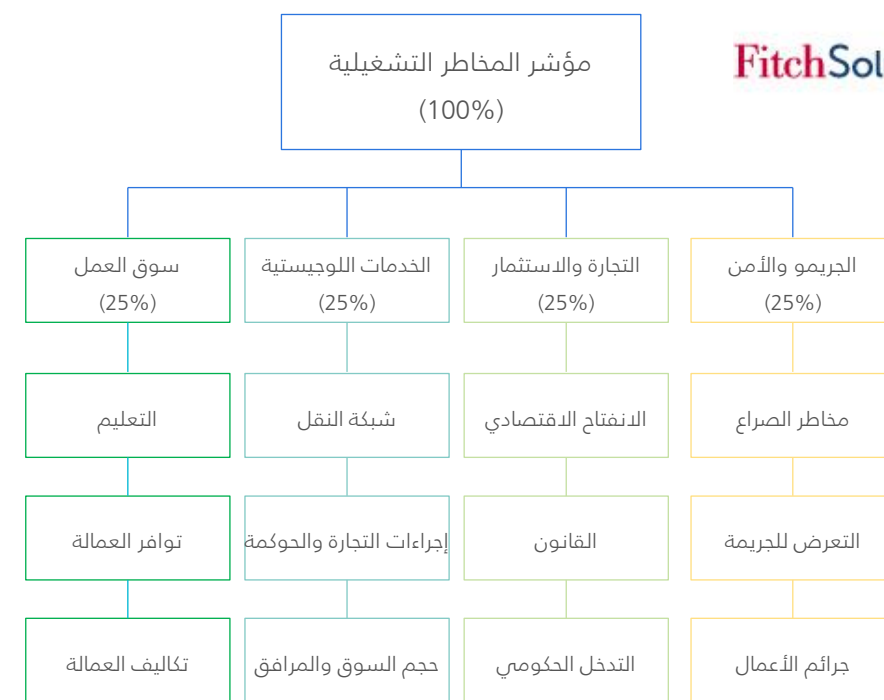 مؤشر المخاطر التشغيلية
(100%)
FitchSol
الجريمو والأمن
(25%)
التجارة والاستثمار
(25%)
الخدمات اللوجيستية
(25%)
سوق العمل
(25%)
مخاطر الصراع
الانفتاح الاقتصادي
شبكة النقل
التعليم
التعرض للجريمة
القانون
إجراءات التجارة والحوكمة
توافر العمالة
جرائم الأعمال
التدخل الحكومي
حجم السوق والمرافق
تكاليف العمالة